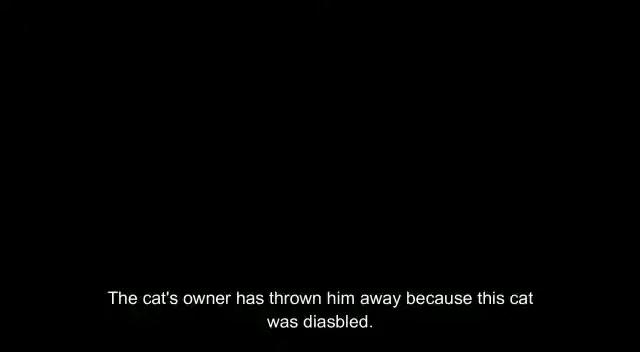 The cat's owner has thrown him away because this cat
was diasbled.